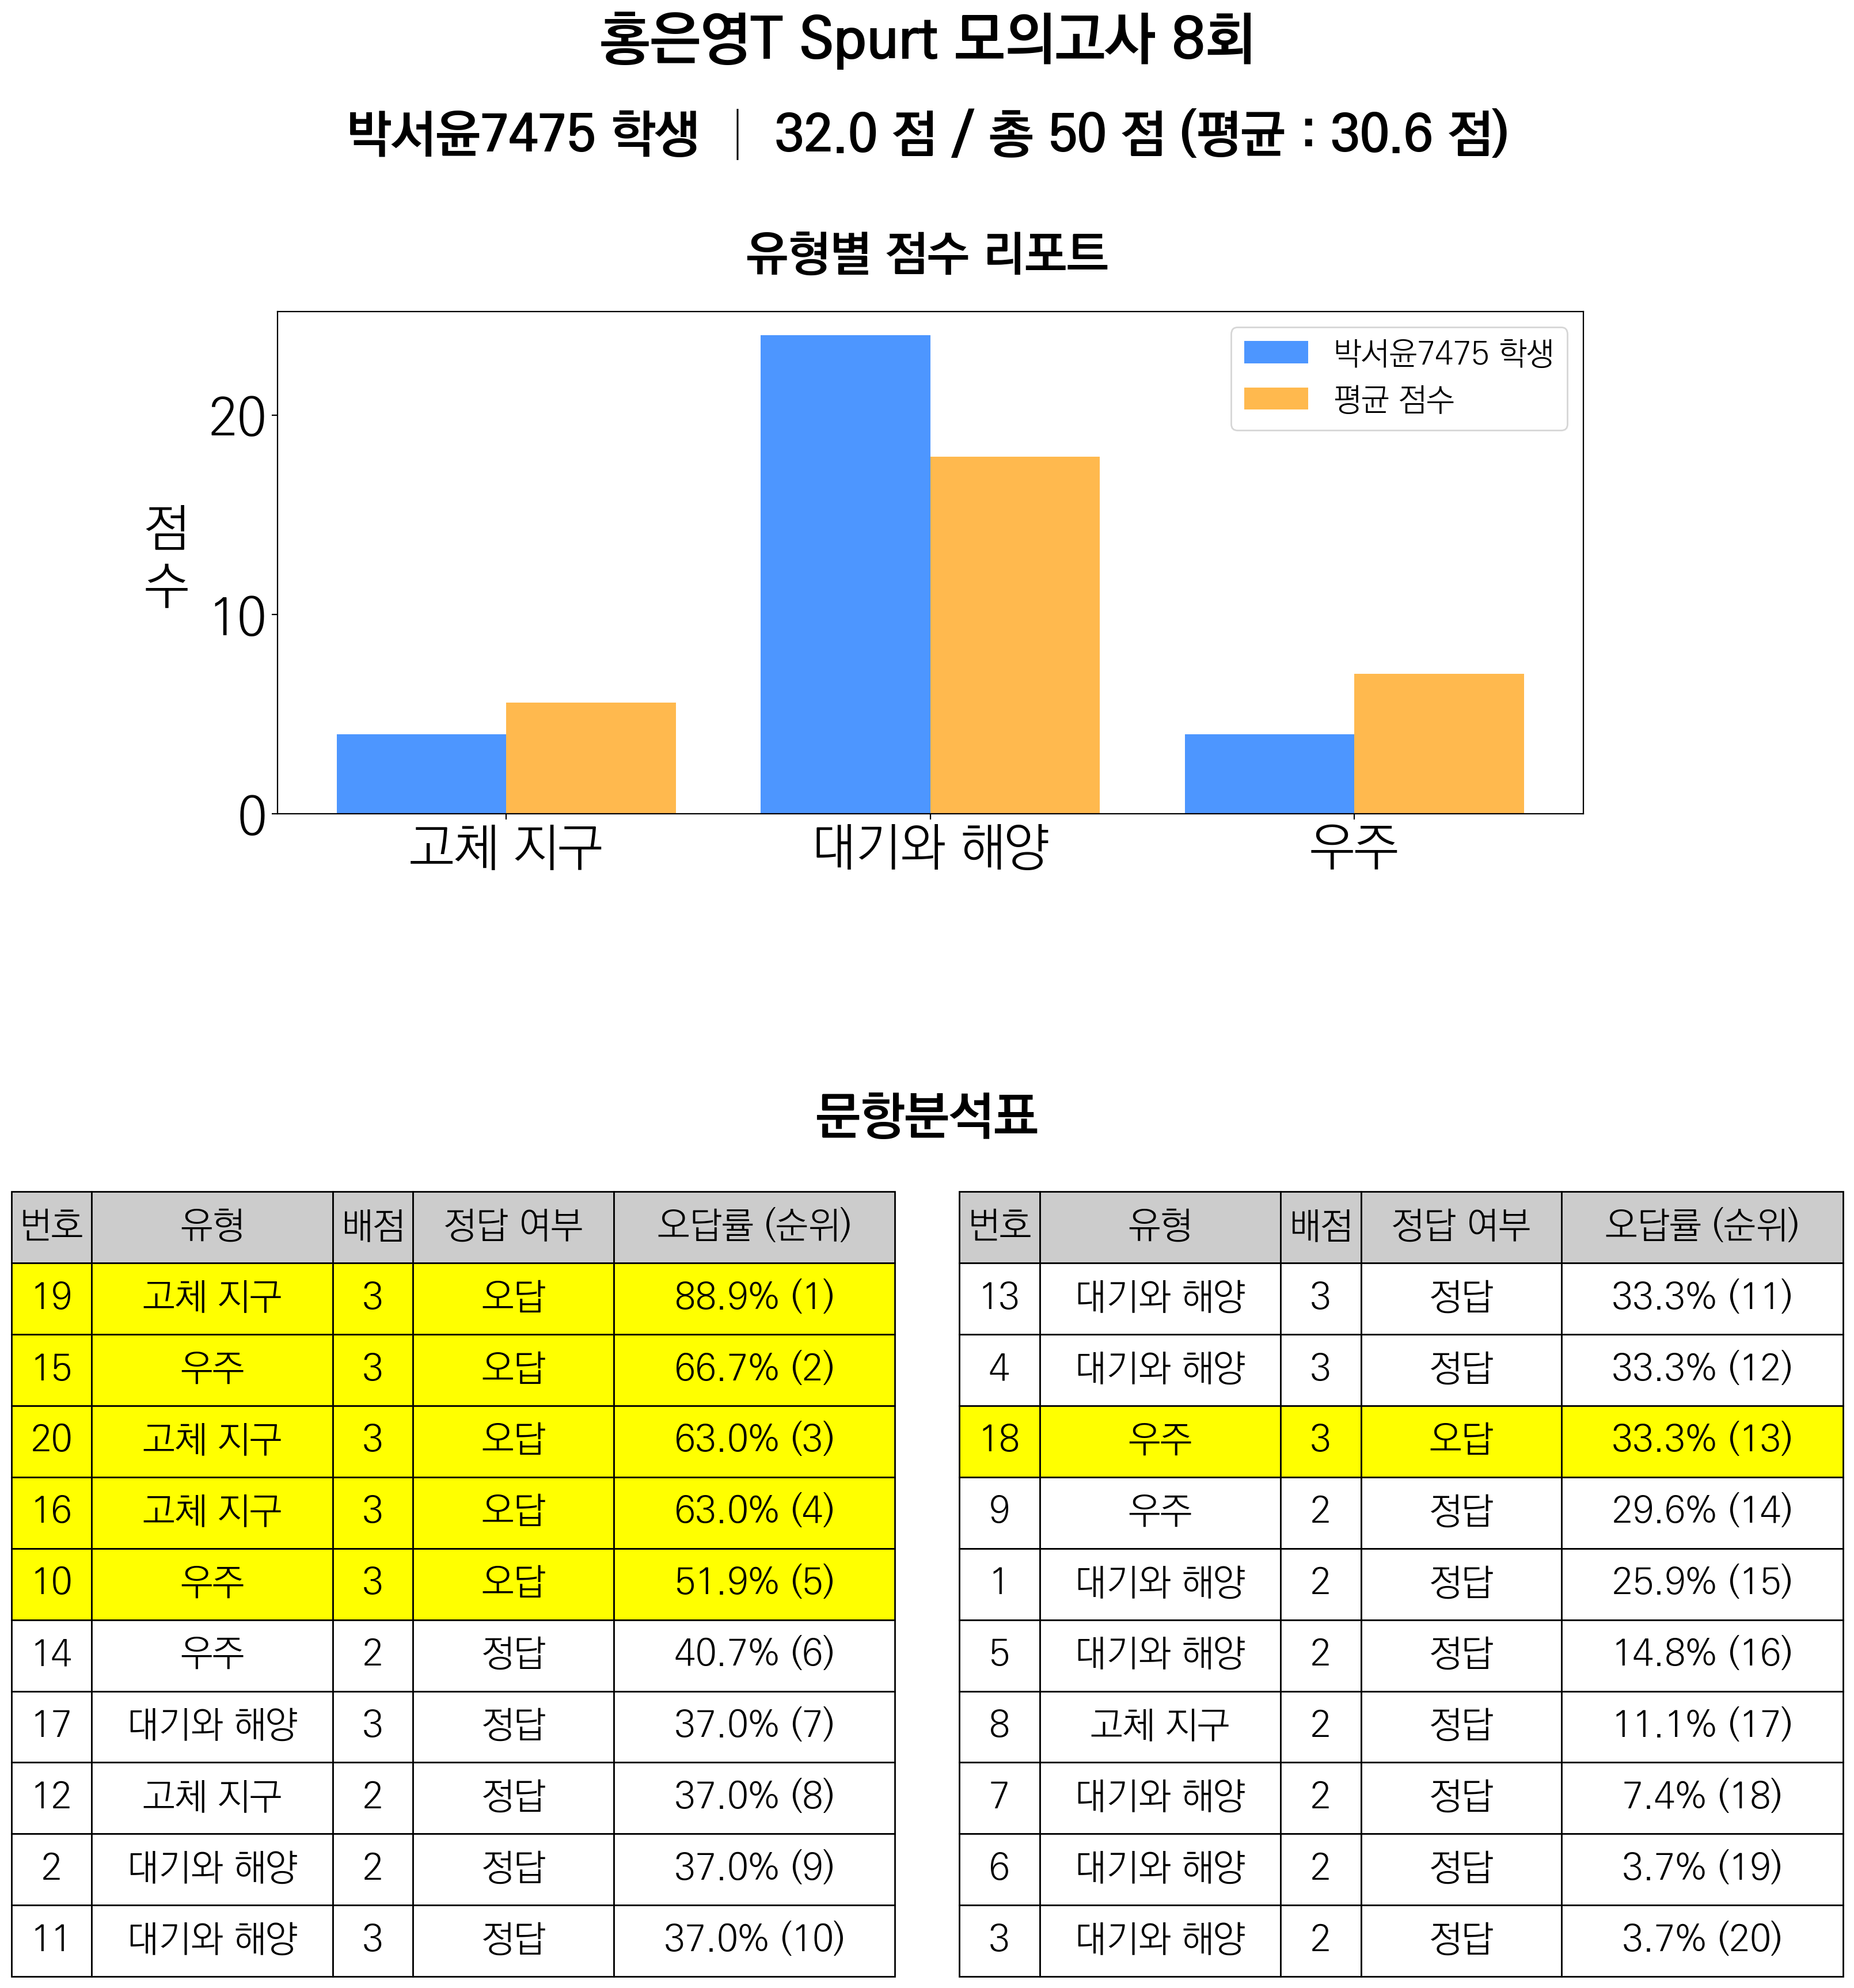 홍은영T Spurt 모의고사 8회
박서윤7475 학생 | 32.0 점 / 총 50 점 (평균 : 30.6 점)
유형별 점수 리포트
박서윤7475 학생
평균 점수
점수
20
10
0
고체 지구 대기와 해양 우주
문항분석표
번호 유형 배점 정답 여부 오답률 (순위)
19 고체 지구 3 오답 88.9% (1)
15 우주 3 오답 66.7% (2)
20 고체 지구 3 오답 63.0% (3)
16 고체 지구 3 오답 63.0% (4)
10 우주 3 오답 51.9% (5)
14 우주 2 정답 40.7% (6)
17 대기와 해양 3 정답 37.0% (7)
12 고체 지구 2 정답 37.0% (8)
2 대기와 해양 2 정답 37.0% (9)
11 대기와 해양 3 정답 37.0% (10)
번호 유형 배점 정답 여부 오답률 (순위)
13 대기와 해양 3 정답 33.3% (11)
4 대기와 해양 3 정답 33.3% (12)
18 우주 3 오답 33.3% (13)
9 우주 2 정답 29.6% (14)
1 대기와 해양 2 정답 25.9% (15)
5 대기와 해양 2 정답 14.8% (16)
8 고체 지구 2 정답 11.1% (17)
7 대기와 해양 2 정답 7.4% (18)
6 대기와 해양 2 정답 3.7% (19)
3 대기와 해양 2 정답 3.7% (20)